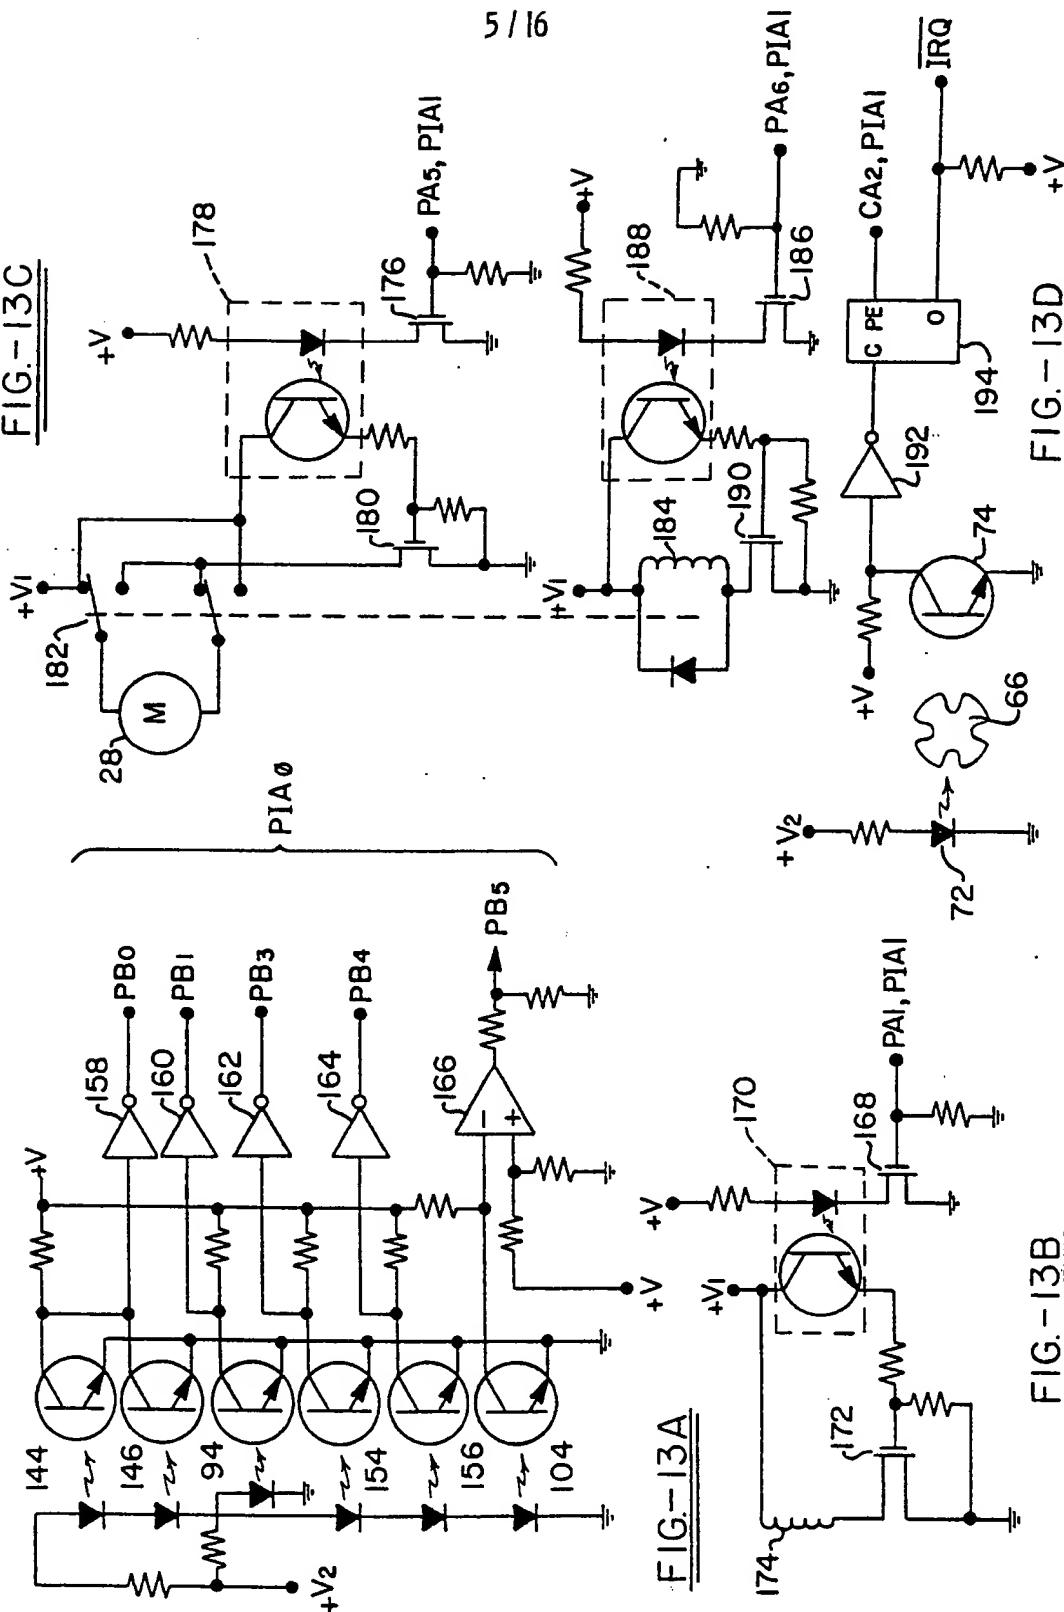 5/16
FIG.-13C
+V1
182
28
M
+V
178
180
176
PA5, PIA1
+V1
184
190
188
+V
186
PA6, PIA1
+V
74
192
194
C PE
O
CA2, PIA1
IRQ
+V
+V2
72
66
FIG.-13D
PIAØ
144
146
94
154
156
104
+V2
+V
158
160
162
164
166
-
+
PB0
PB1
PB3
PB4
PB5
+V
FIG.-13A
174
172
+V1
+V
170
168
PA1, PIA1
FIG.-13B